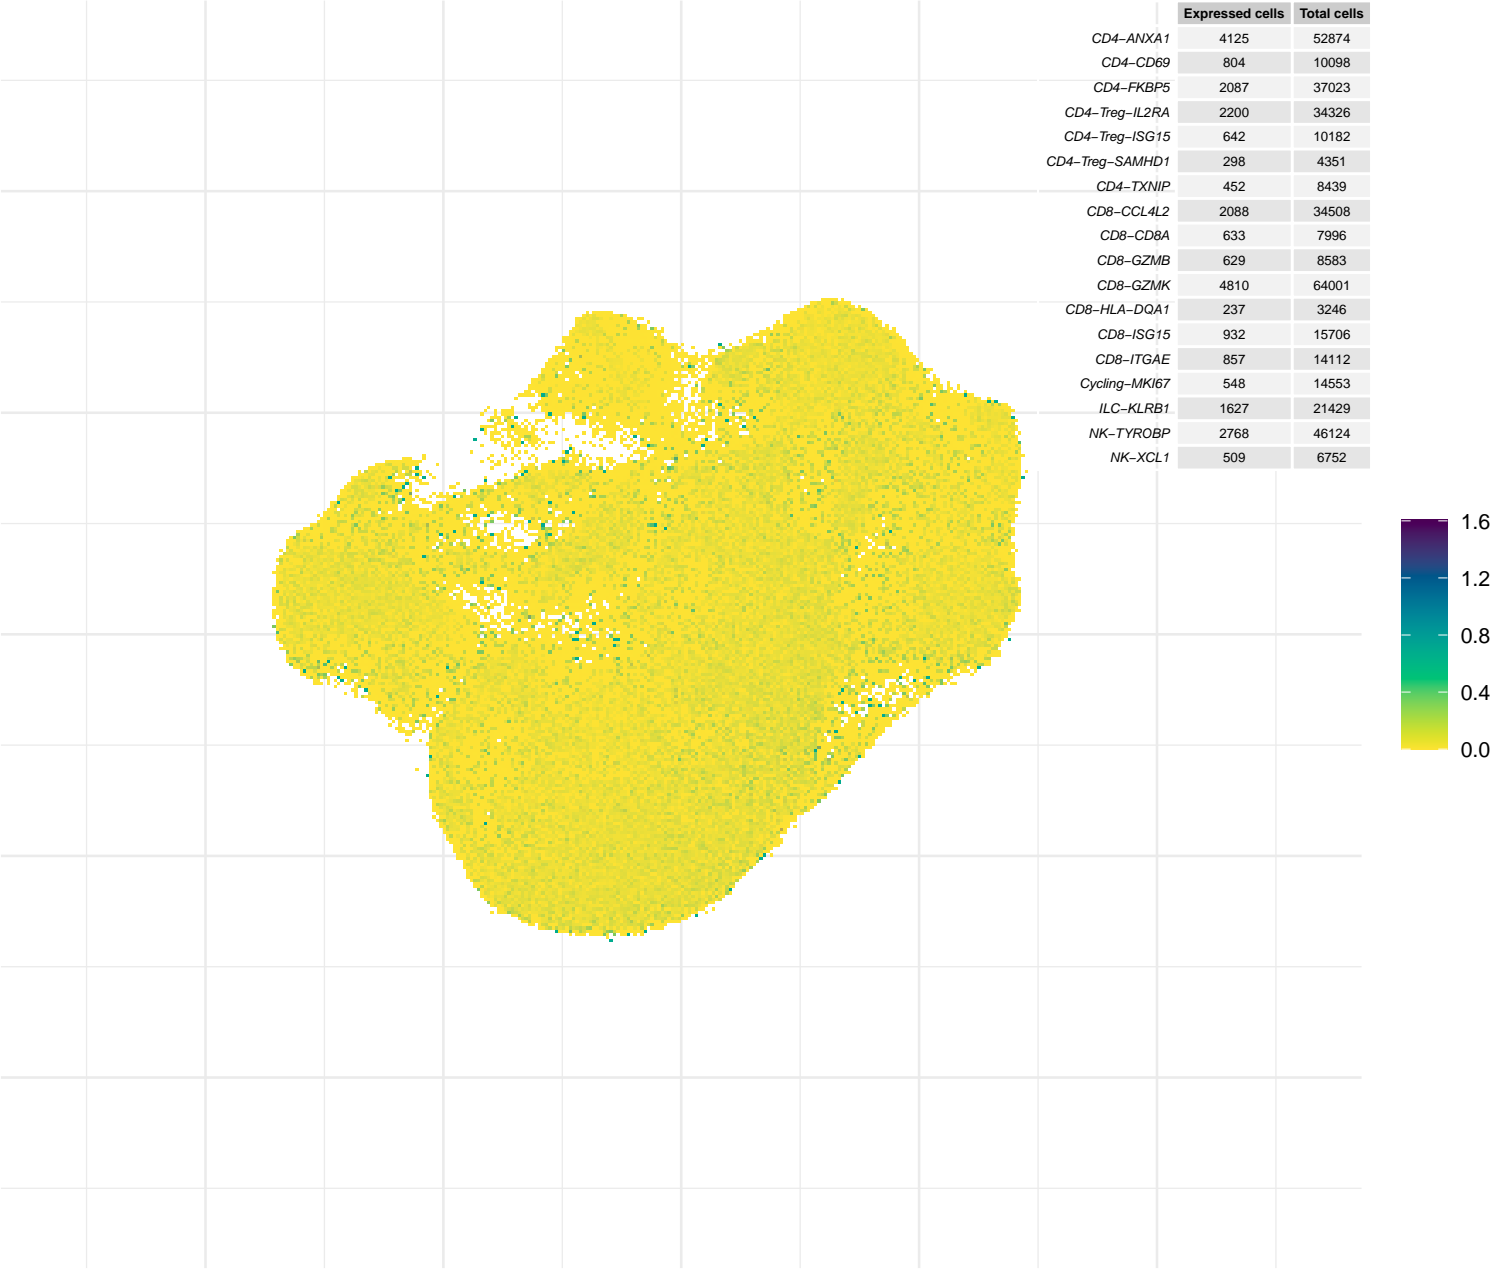 Expressed cells Total cells
CD4−ANXA1 4125 52874
CD4−CD69 804 10098
CD4−FKBP5 2087 37023
CD4−Treg−IL2RA 2200 34326
CD4−Treg−ISG15 642 10182
CD4−Treg−SAMHD1 298 4351
CD4−TXNIP 452 8439
CD8−CCL4L2 2088 34508
CD8−CD8A 633 7996
CD8−GZMB 629 8583
CD8−GZMK 4810 64001
CD8−HLA−DQA1 237 3246
CD8−ISG15 932 15706
CD8−ITGAE 857 14112
Cycling−MKI67 548 14553
ILC−KLRB1 1627 21429
NK−TYROBP 2768 46124
NK−XCL1 509 6752
1.6
1.2
0.8
0.4
0.0